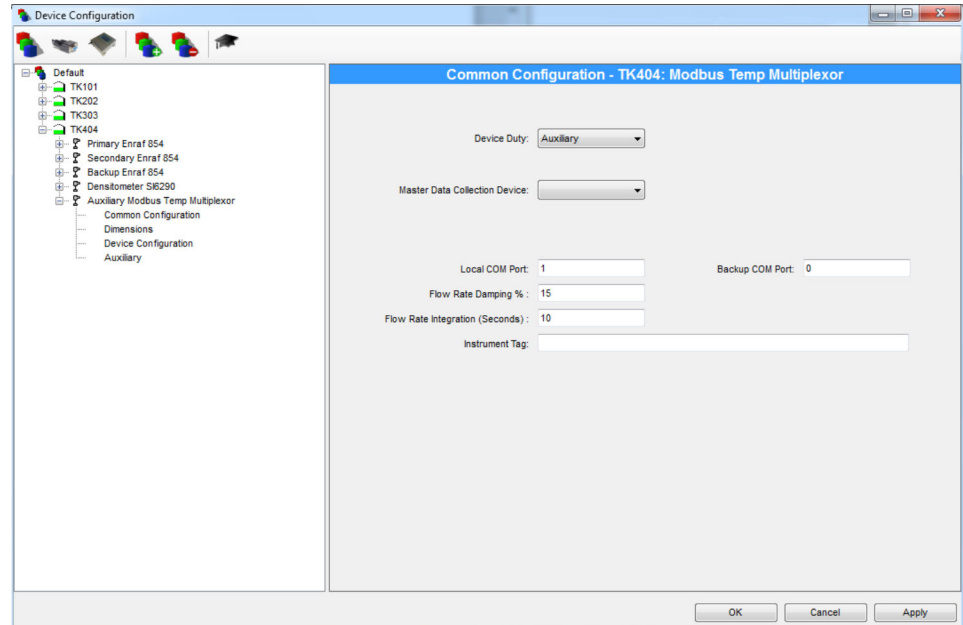 Device Configuration
Default
TK101
TK202
TK303
TK404
Primary Enraf 854
Secondary Enraf 854
Backup Enraf 854
Densitometer SI6290
Auxiliary Modbus Temp Multiplexor
Common Configuration
Dimensions
Device Configuration
Auxiliary
Common Configuration - TK404: Modbus Temp Multiplexor
Device Duty: Auxiliary
Master Data Collection Device:
Local COM Port: 1 Backup COM Port: 0
Flow Rate Damping % : 15
Flow Rate Integration (Seconds) : 10
Instrument Tag:
OK Cancel Apply